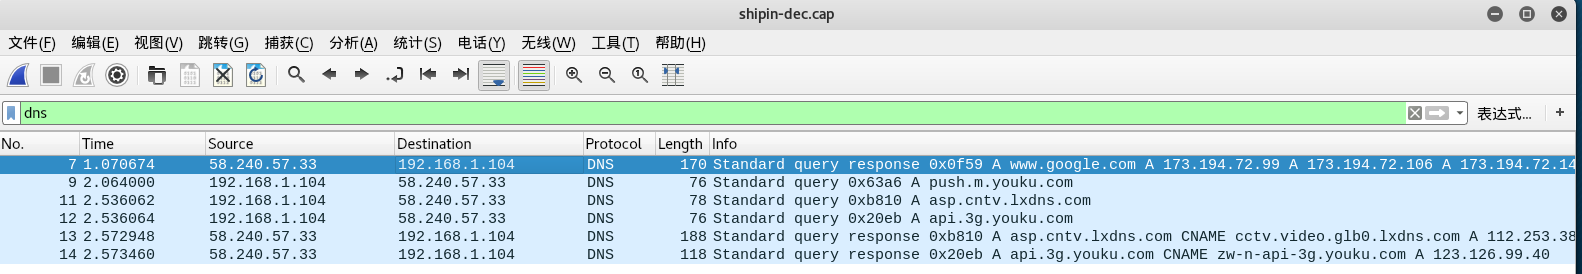 shipin-dec.cap
文件(F) 编辑(E) 视图(V) 跳转(G) 捕获(C) 分析(A) 统计(S) 电话(Y) 无线(W) 工具(T) 帮助(H)
dns 表达式… +
No. Time Source Destination Protocol Length Info
7 1.070674 58.240.57.33 192.168.1.104 DNS 170 Standard query response 0x0f59 A www.google.com A 173.194.72.99 A 173.194.72.106 A 173.194.72.14
9 2.064000 192.168.1.104 58.240.57.33 DNS 76 Standard query 0x63a6 A push.m.youku.com
11 2.536062 192.168.1.104 58.240.57.33 DNS 78 Standard query 0xb810 A asp.cntv.lxdns.com
12 2.536064 192.168.1.104 58.240.57.33 DNS 76 Standard query 0x20eb A api.3g.youku.com
13 2.572948 58.240.57.33 192.168.1.104 DNS 188 Standard query response 0xb810 A asp.cntv.lxdns.com CNAME cctv.video.glb0.lxdns.com A 112.253.38
14 2.573460 58.240.57.33 192.168.1.104 DNS 118 Standard query response 0x20eb A api.3g.youku.com CNAME zw-n-api-3g.youku.com A 123.126.99.40